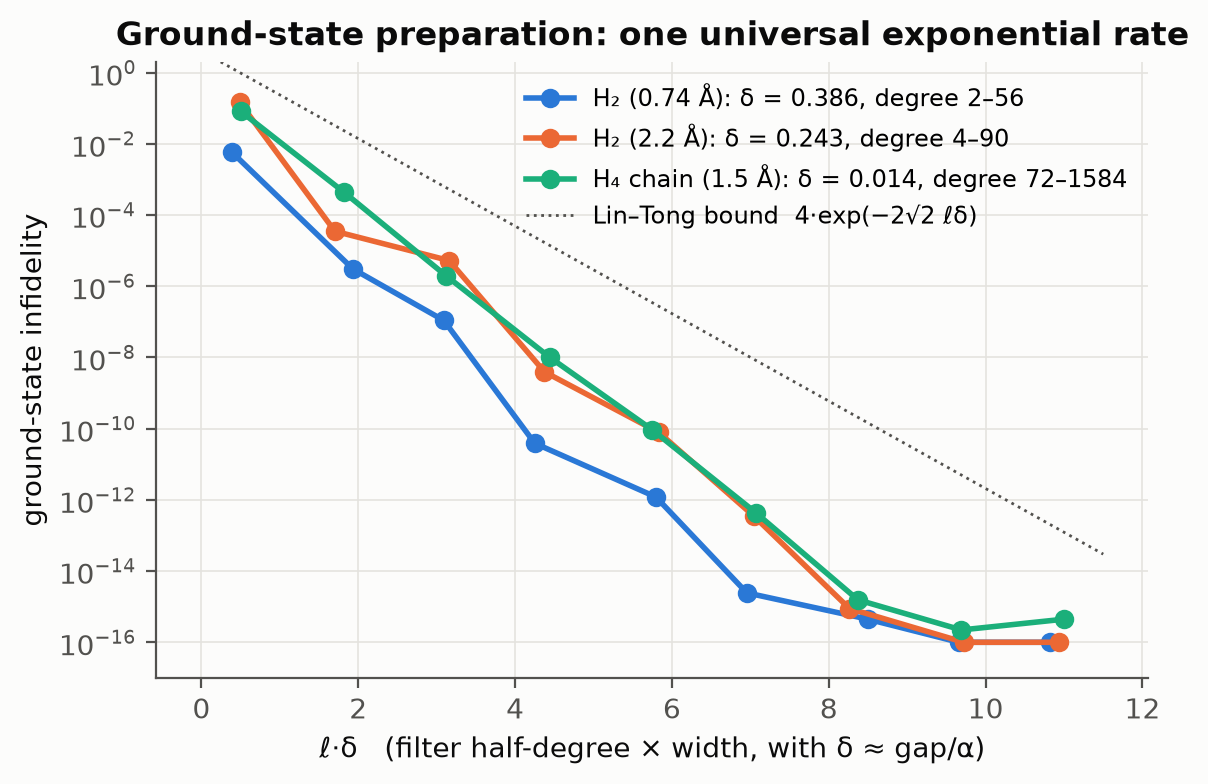 Ground-state preparation: one universal exponential rate
H₂ (0.74 Å): δ = 0.386, degree 2–56
H₂ (2.2 Å): δ = 0.243, degree 4–90
H₄ chain (1.5 Å): δ = 0.014, degree 72–1584
Lin–Tong bound  4·exp(−2√2 ℓδ)
ground-state infidelity
10⁰
10⁻²
10⁻⁴
10⁻⁶
10⁻⁸
10⁻¹⁰
10⁻¹²
10⁻¹⁴
10⁻¹⁶
0 2 4 6 8 10 12
ℓ·δ   (filter half-degree × width, with δ ≈ gap/α)